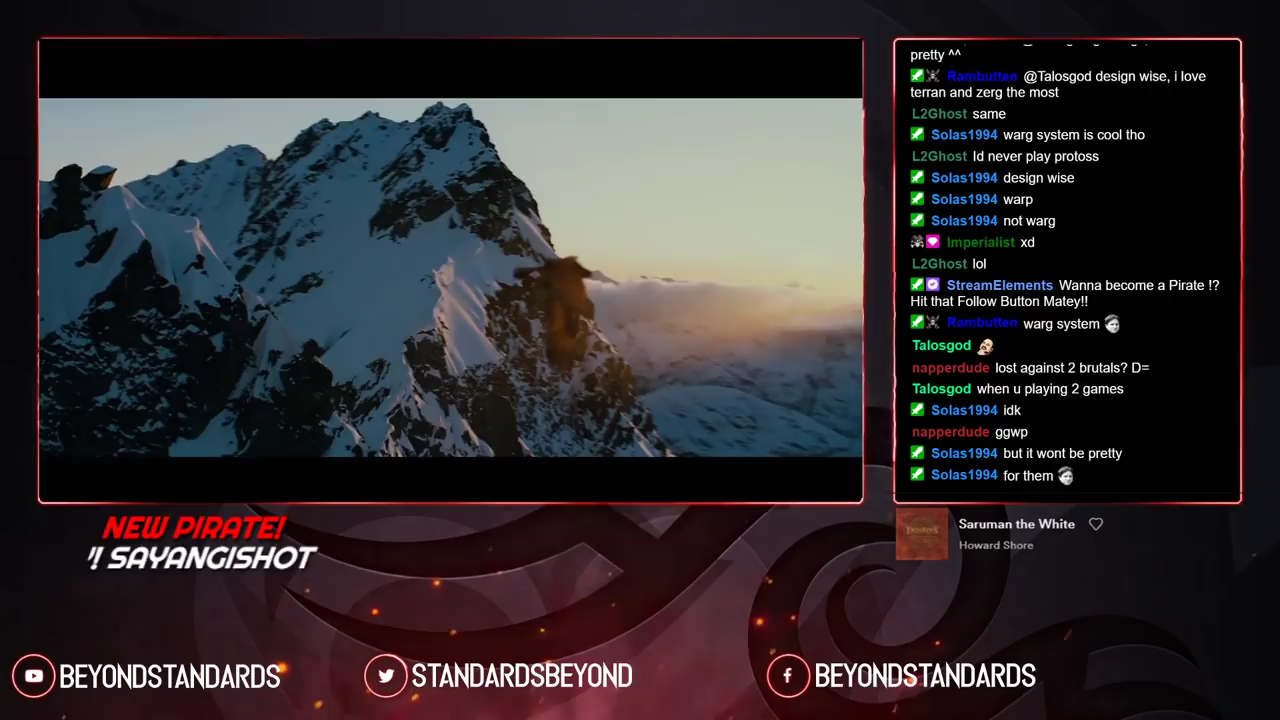 pretty ^^
Rambutten @Talosgod design wise, i love
terran and zerg the most
L2Ghost same
Solas1994 warg system is cool tho
L2Ghost Id never play protoss
Solas1994 design wise
Solas1994 warp
Solas1994 not warg
Imperialist xd
L2Ghost lol
StreamElements Wanna become a Pirate !?
Hit that Follow Button Matey!!
Rambutten warg system
Talosgod
napperdude lost against 2 brutals? D=
Talosgod when u playing 2 games
Solas1994 idk
napperdude ggwp
Solas1994 but it wont be pretty
Solas1994 for them
Saruman the White
Howard Shore
NEW PIRATE!
'! SAYANGISHOT
BEYONDSTANDARDS
STANDARDSBEYOND
BEYONDSTANDARDS